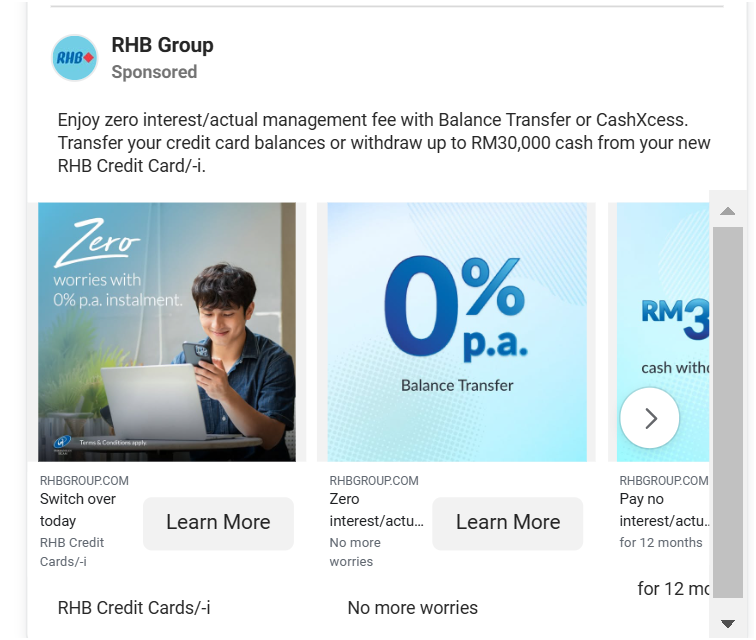 RHB
RHB Group
Sponsored
Enjoy zero interest/actual management fee with Balance Transfer or CashXcess.
Transfer your credit card balances or withdraw up to RM30,000 cash from your new
RHB Credit Card/-i.
Zero
worries with
0% p.a. instalment.
Terms & Conditions apply.
0%
p.a.
Balance Transfer
RM3
cash with
RHBGROUP.COM
Switch over
today
RHB Credit
Cards/-i
Learn More
RHB Credit Cards/-i
RHBGROUP.COM
Zero
interest/actu...
No more
worries
Learn More
No more worries
RHBGROUP.COM
Pay no
interest/actu..
for 12 months
for 12 mo